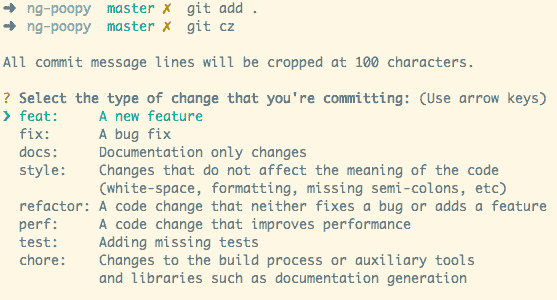 ➜ ng-poopy master ✗ git add .
➜ ng-poopy master ✗ git cz
All commit message lines will be cropped at 100 characters.
? Select the type of change that you're committing: (Use arrow keys)
❯ feat: A new feature
fix: A bug fix
docs: Documentation only changes
style: Changes that do not affect the meaning of the code
(white-space, formatting, missing semi-colons, etc)
refactor: A code change that neither fixes a bug or adds a feature
perf: A code change that improves performance
test: Adding missing tests
chore: Changes to the build process or auxiliary tools
and libraries such as documentation generation